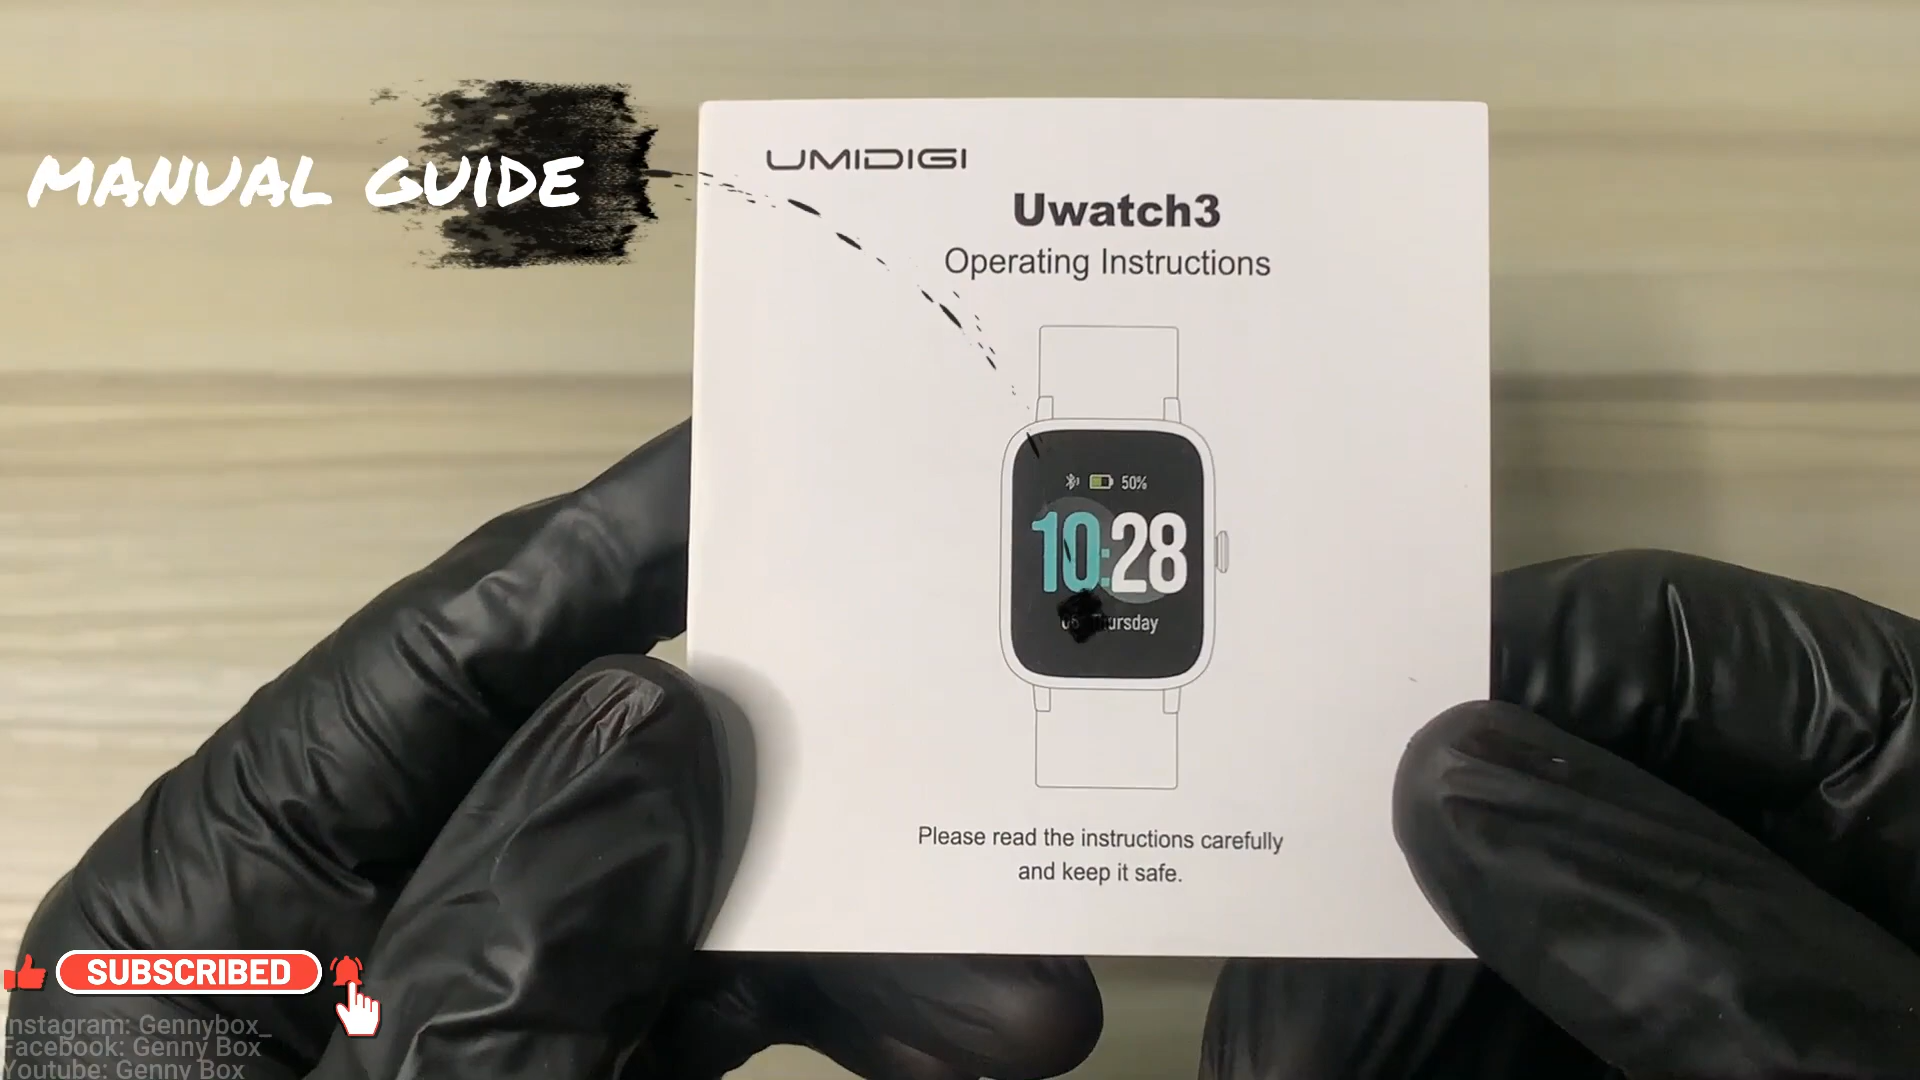 MANUAL GUIDE
UMIDIGI
Uwatch3
Operating Instructions
50%
10:28
Please read the instructions carefully
and keep it safe.
SUBSCRIBED
Instagram: Gennybox_
Facebook: Genny Box
Youtube: Genny Box